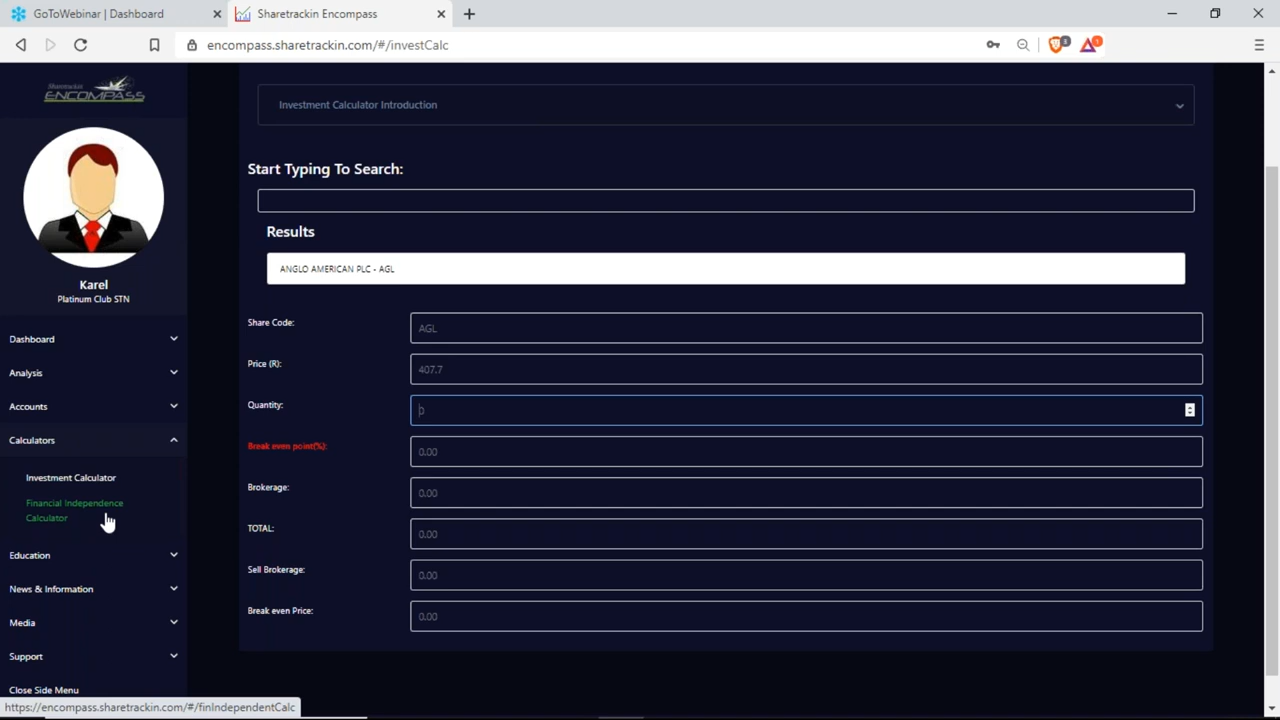 GoToWebinar | Dashboard
Sharetrackin Encompass
encompass.sharetrackin.com/#/investCalc
Sharetrackin
ENCOMPASS
Karel
Platinum Club STN
Dashboard
Analysis
Accounts
Calculators
Investment Calculator
Financial Independence
Calculator
Education
News & Information
Media
Support
Close Side Menu
https://encompass.sharetrackin.com/#/finIndependentCalc
Investment Calculator Introduction
Start Typing To Search:
Results
ANGLO AMERICAN PLC - AGL
Share Code:
AGL
Price (R):
407.7
Quantity:
0
Break even point(%):
0.00
Brokerage:
0.00
TOTAL:
0.00
Sell Brokerage:
0.00
Break even Price:
0.00